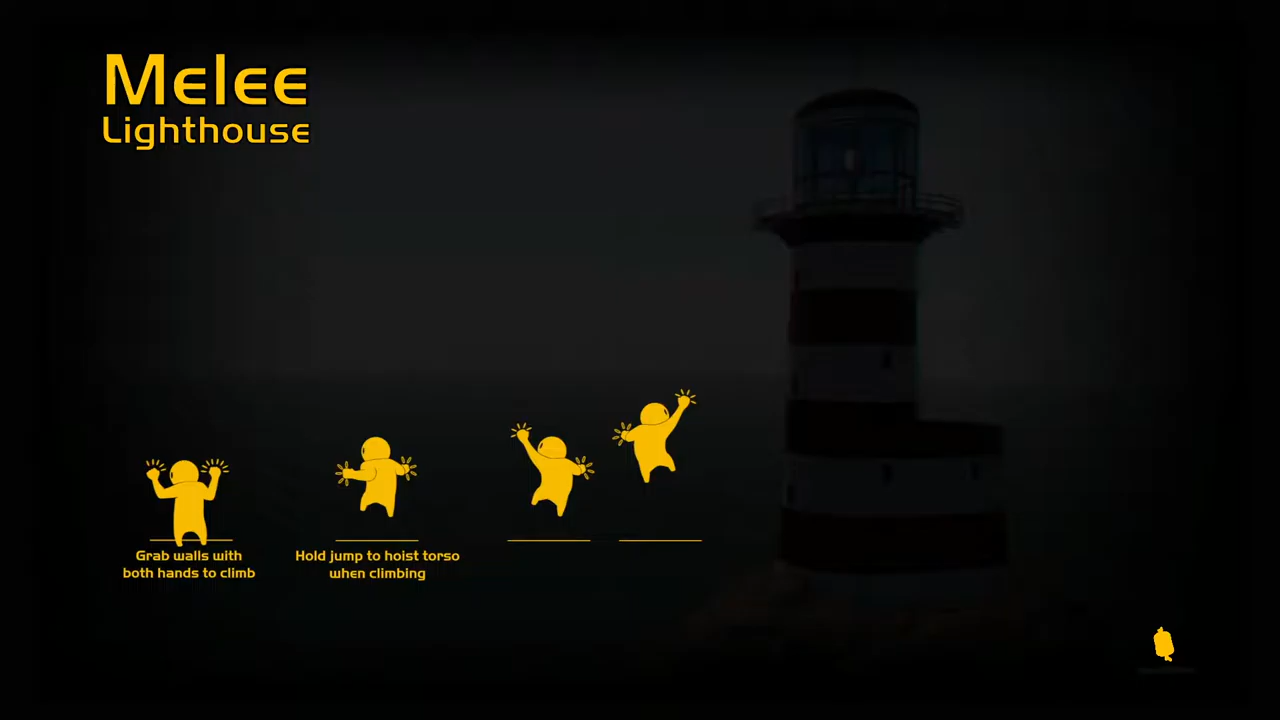 Melee
Lighthouse
Grab walls with
both hands to climb
Hold jump to hoist torso
when climbing